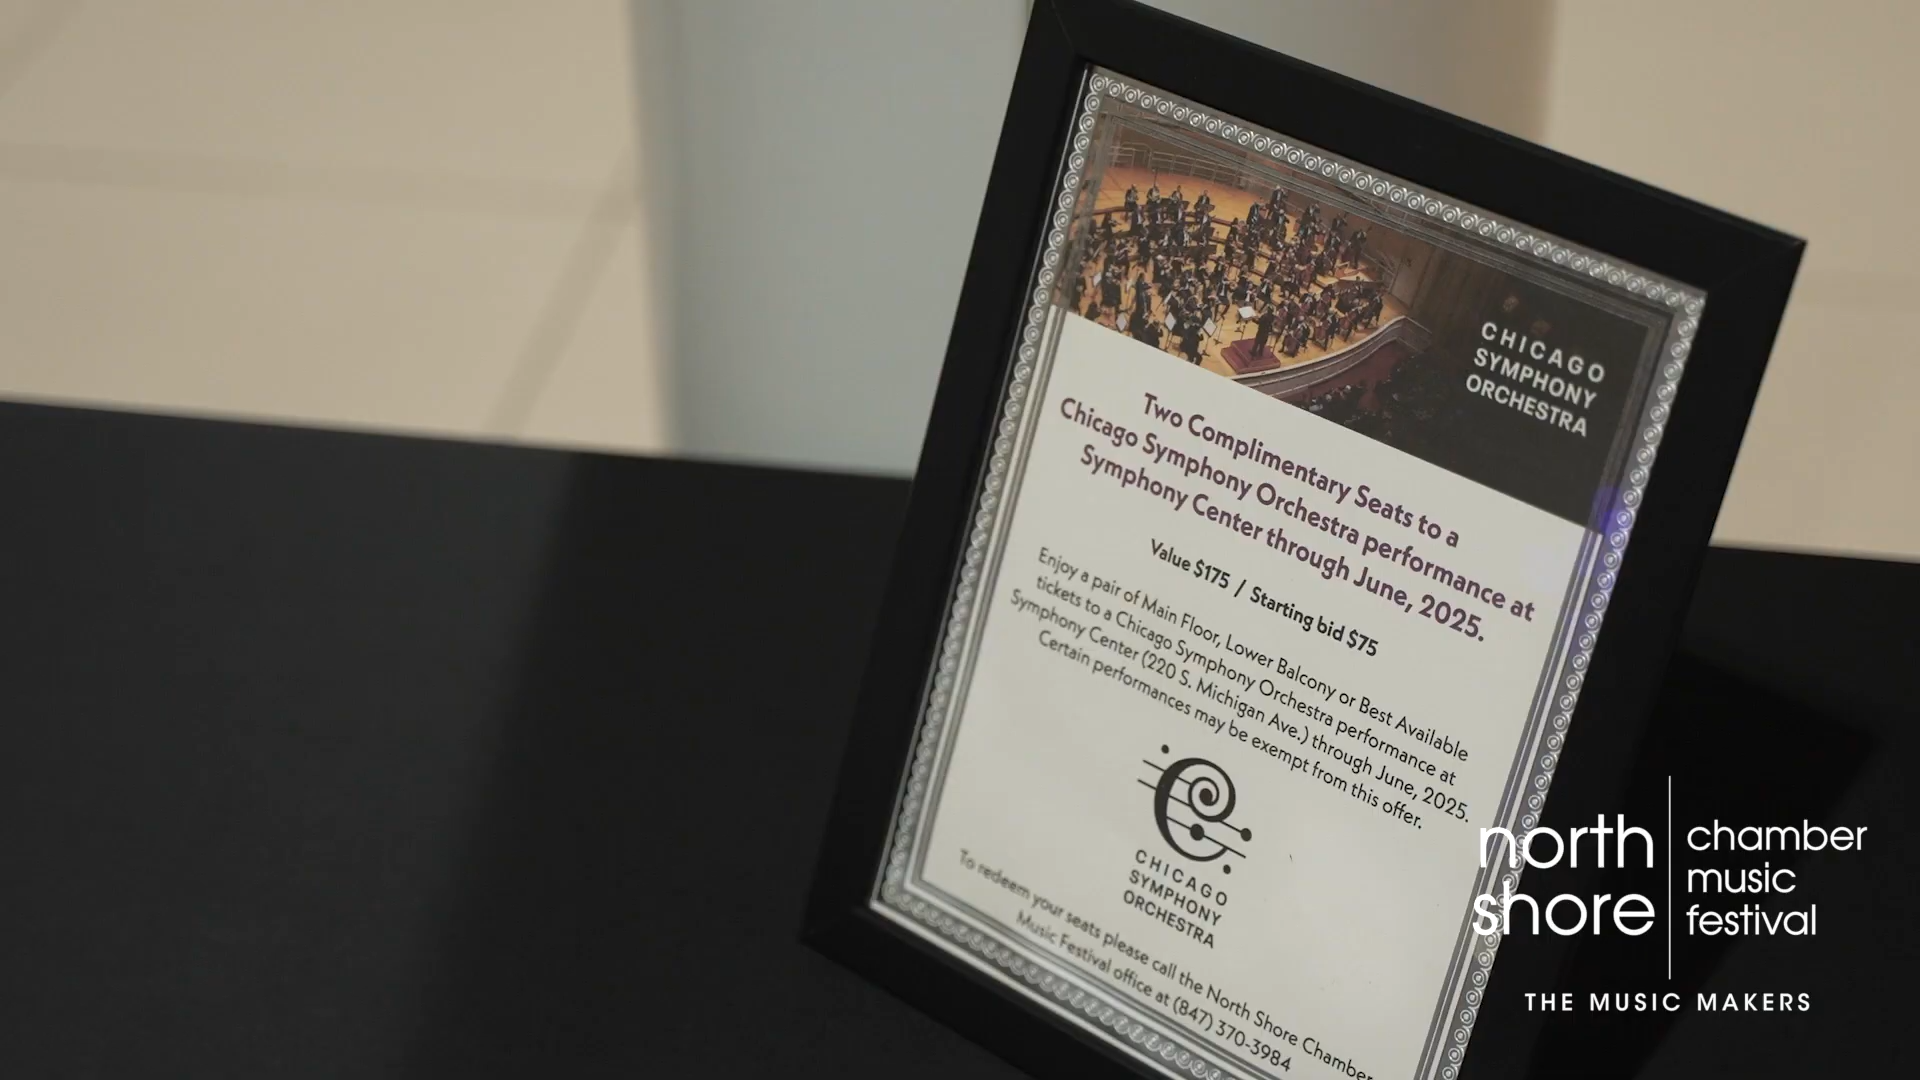 CHICAGO
SYMPHONY
ORCHESTRA
Two Complimentary Seats to a
Chicago Symphony Orchestra performance at
Symphony Center through June, 2025.
Value $175 / Starting bid $75
Enjoy a pair of Main Floor, Lower Balcony or Best Available
tickets to a Chicago Symphony Orchestra performance at
Symphony Center (220 S. Michigan Ave.) through June, 2025.
Certain performances may be exempt from this offer.
CHICAGO
SYMPHONY
ORCHESTRA
To redeem your seats please call the North Shore Chamber
Music Festival office at (847) 370-3984
north
shore
chamber
music
festival
THE MUSIC MAKERS